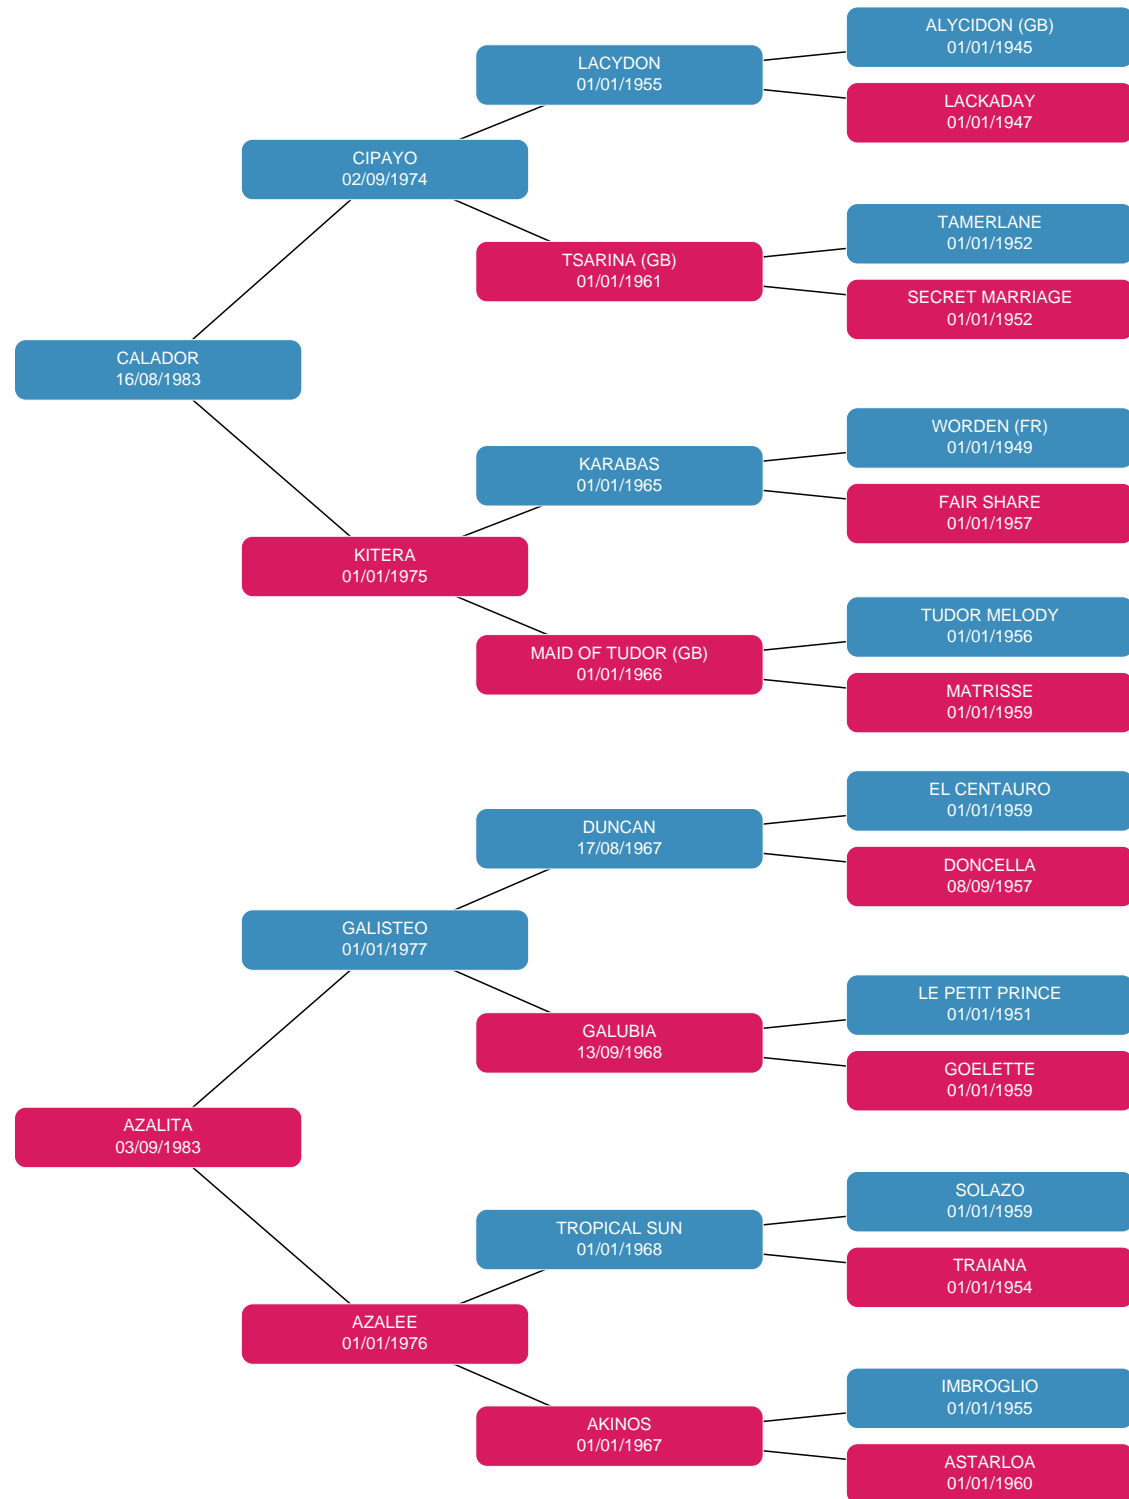 ALYCIDON (GB)
01/01/1945
LACYDON
01/01/1955
LACKADAY
01/01/1947
CIPAYO
02/09/1974
TAMERLANE
01/01/1952
TSARINA (GB)
01/01/1961
SECRET MARRIAGE
01/01/1952
CALADOR
16/08/1983
WORDEN (FR)
01/01/1949
KARABAS
01/01/1965
FAIR SHARE
01/01/1957
KITERA
01/01/1975
TUDOR MELODY
01/01/1956
MAID OF TUDOR (GB)
01/01/1966
MATRISSE
01/01/1959
EL CENTAURO
01/01/1959
DUNCAN
17/08/1967
DONCELLA
08/09/1957
GALISTEO
01/01/1977
LE PETIT PRINCE
01/01/1951
GALUBIA
13/09/1968
GOELETTE
01/01/1959
AZALITA
03/09/1983
SOLAZO
01/01/1959
TROPICAL SUN
01/01/1968
TRAIANA
01/01/1954
AZALEE
01/01/1976
IMBROGLIO
01/01/1955
AKINOS
01/01/1967
ASTARLOA
01/01/1960